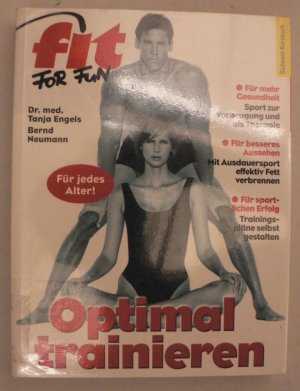 fit
FOR FUN
Südwest Kursbuch
Dr. med.
Tanja Engels
Bernd
Neumann
Für mehr
Gesundheit
Sport zur
Vorbeugung und
als Therapie
Für besseres
Aussehen
Mit Ausdauersport
effektiv Fett
verbrennen
Für sport-
lichen Erfolg
Trainings-
pläne selbst
gestalten
Für jedes
Alter!
Optimal
trainieren